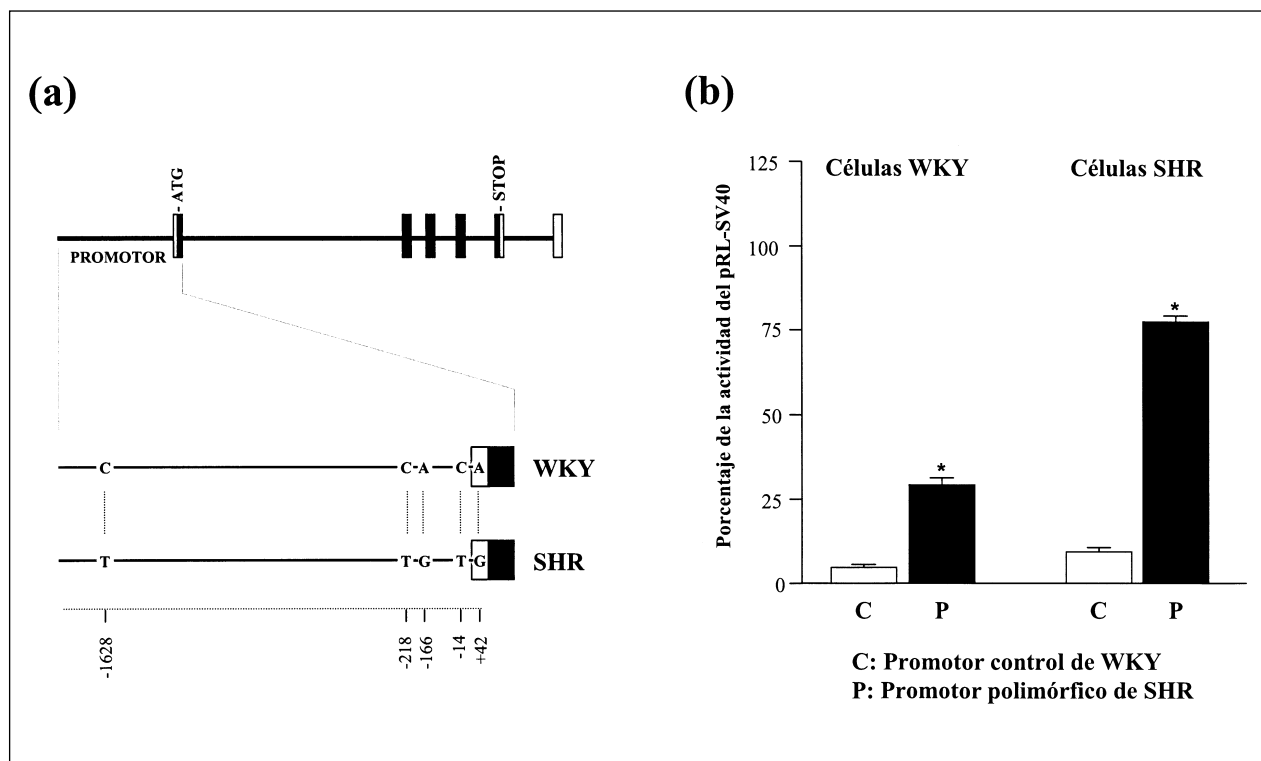 (a)
- ATG
- STOP
PROMOTOR
C C-A C-A WKY
T T-G T-G SHR
-1628 -218 -166 -14 +42
(b)
Porcentaje de la actividad del pRL-SV40
125
100
75
50
25
0
Células WKY Células SHR
* *
C P C P
C: Promotor control de WKY
P: Promotor polimórfico de SHR